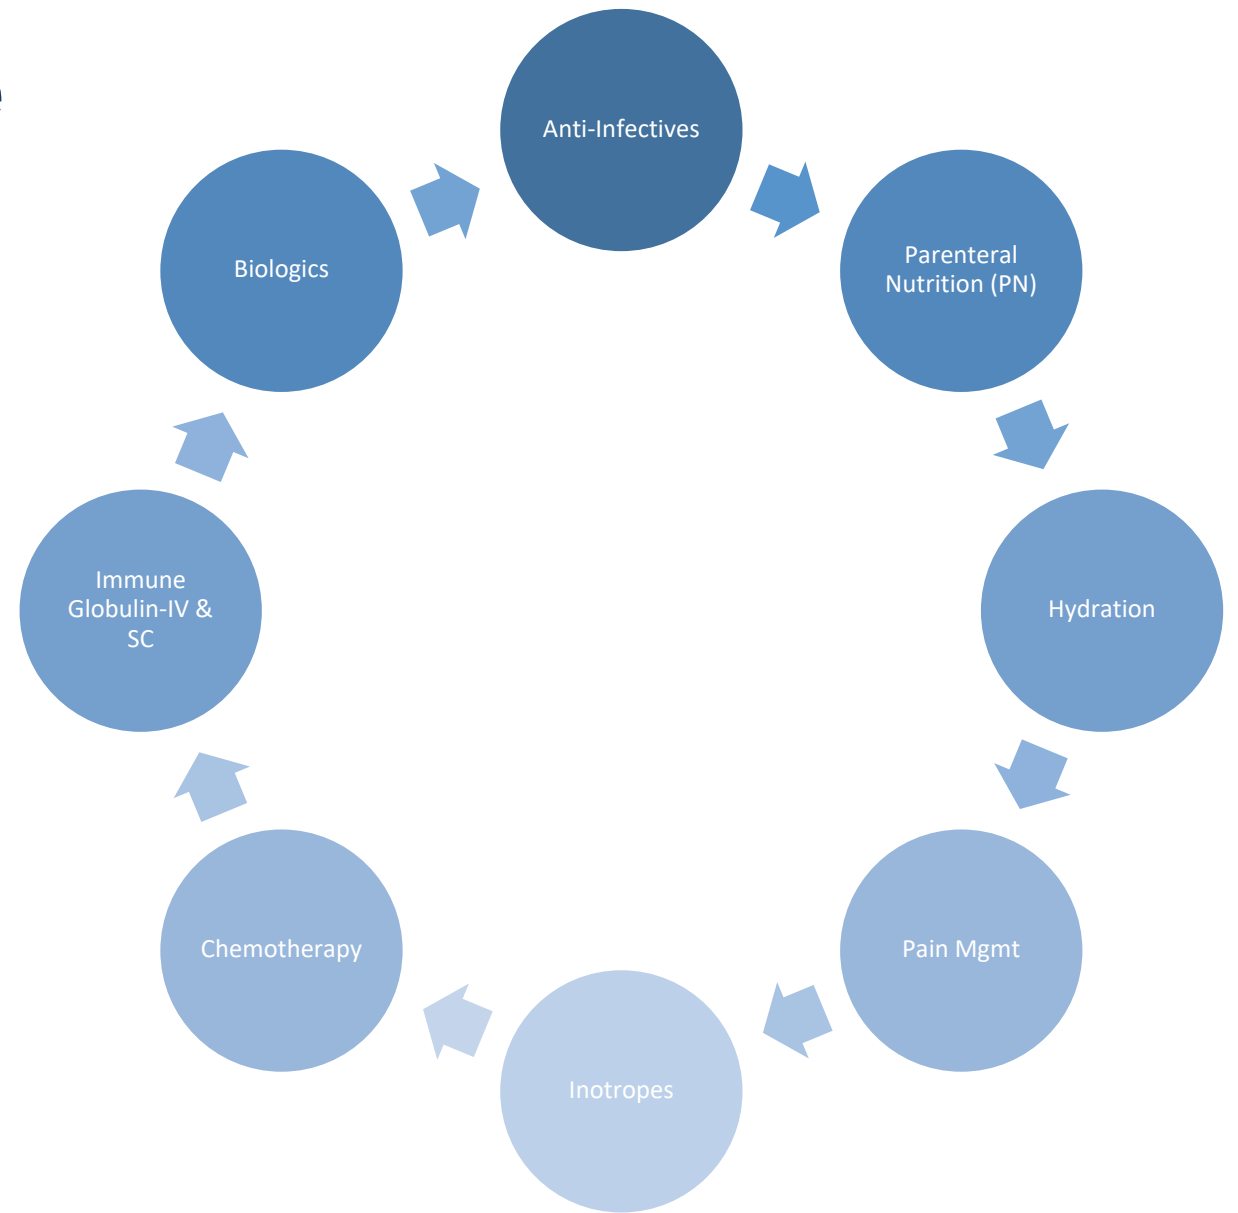 Anti-Infectives
Parenteral
Nutrition (PN)
Hydration
Pain Mgmt
Inotropes
Chemotherapy
Immune
Globulin-IV &
SC
Biologics